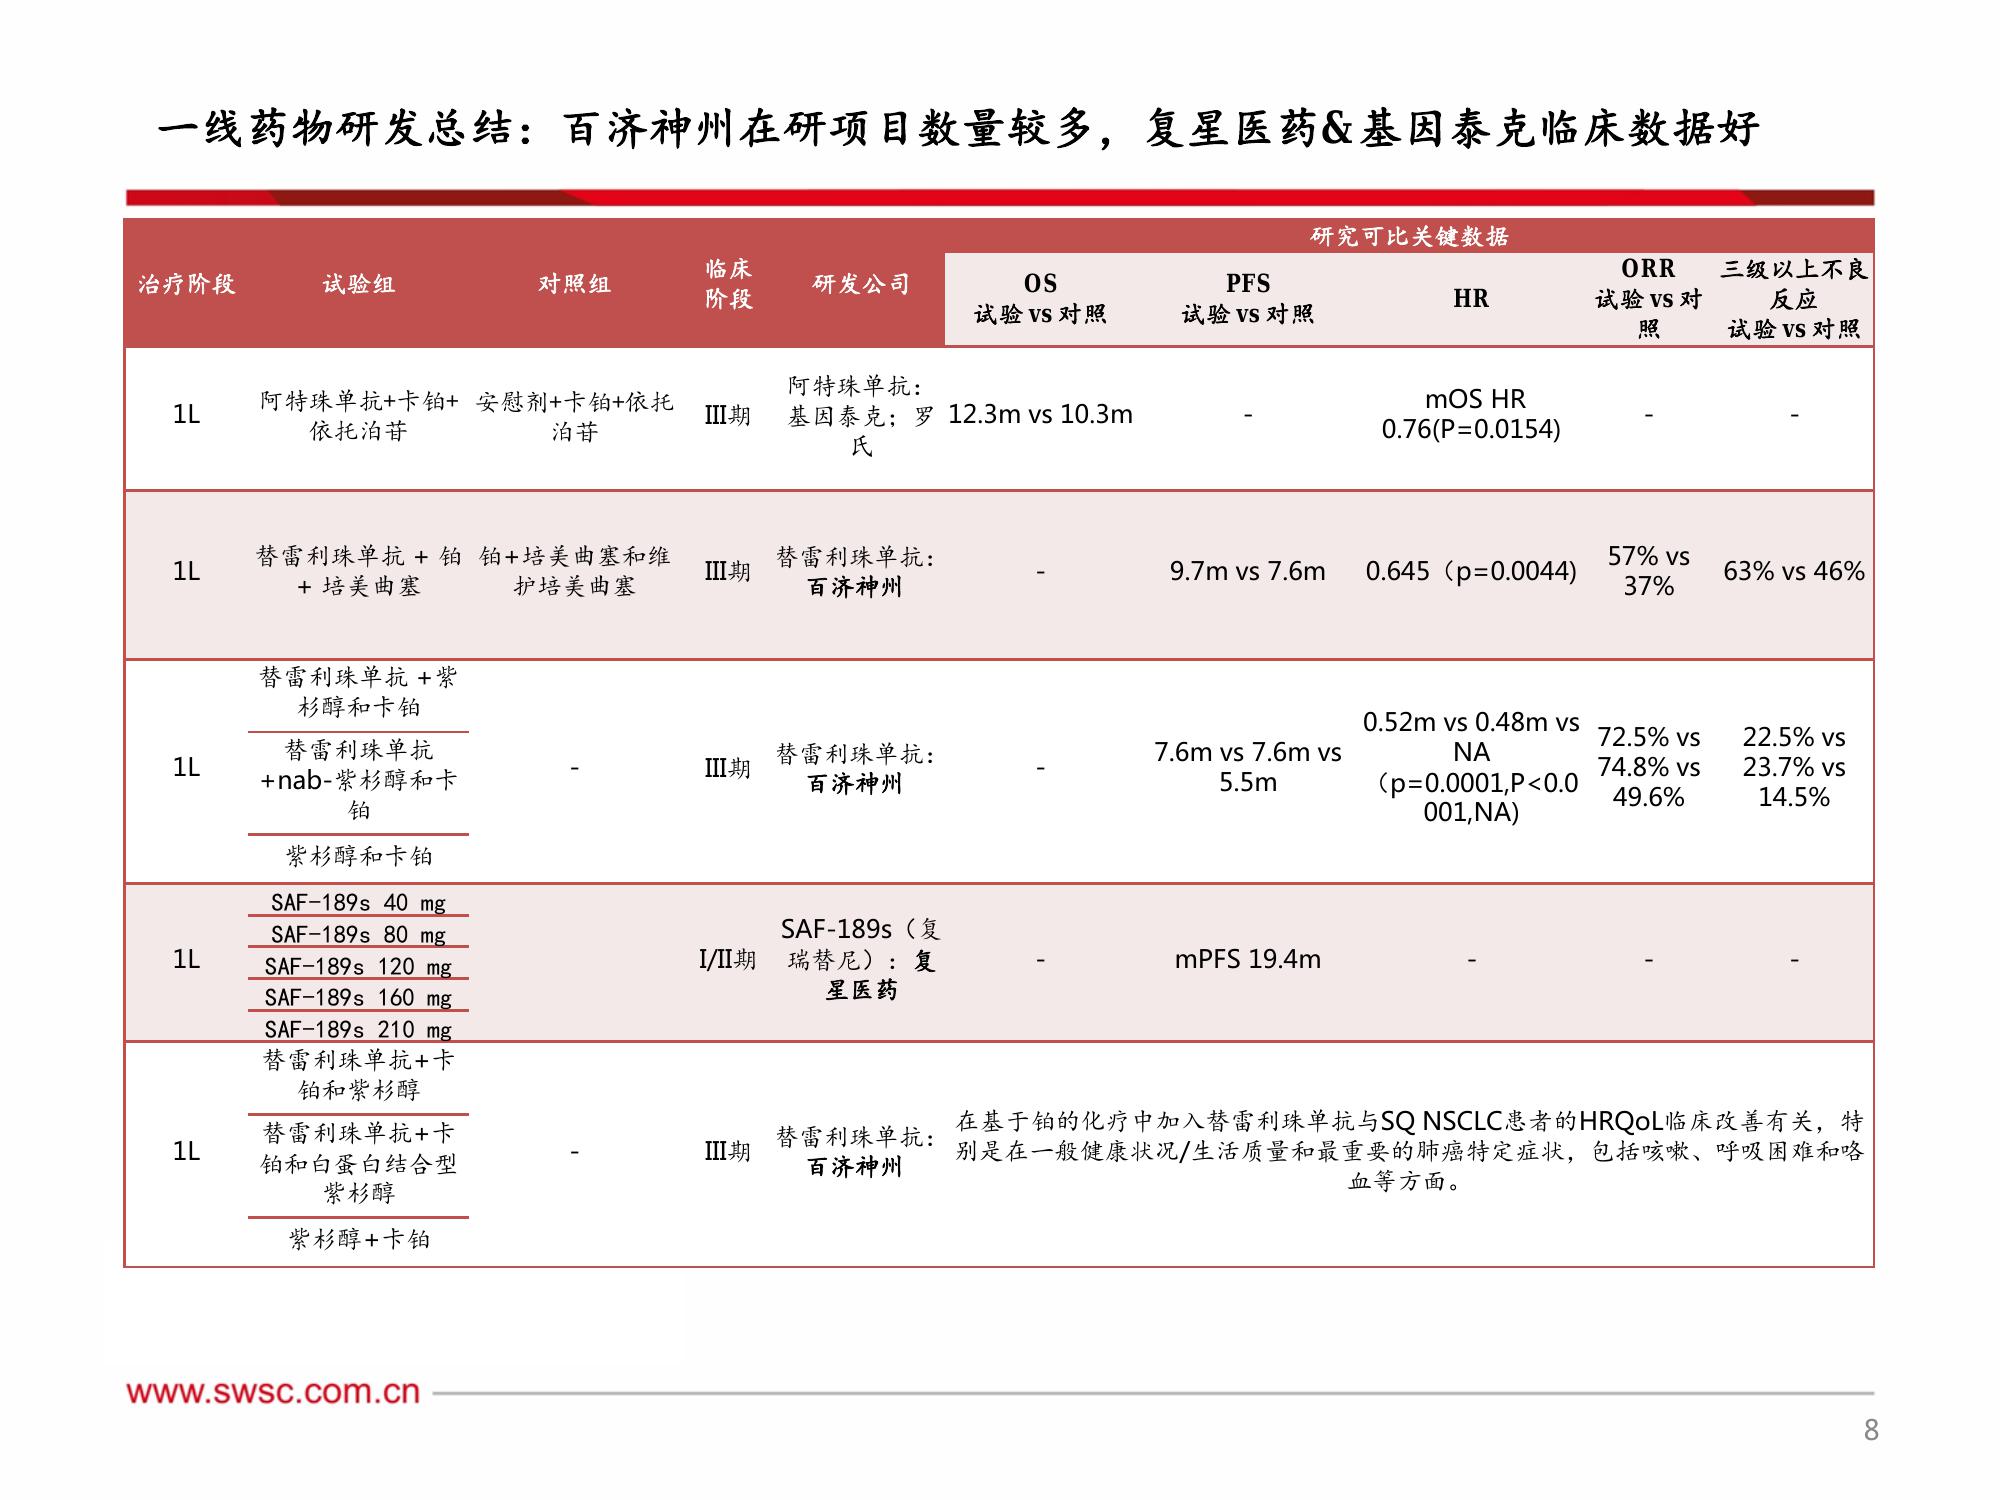 一线药物研发总结：百济神州在研项目数量较多，复星医药&基因泰克临床数据好
治疗阶段
试验组
对照组
临床
阶段
研发公司
研究可比关键数据
OS
试验 vs 对照
PFS
试验 vs 对照
HR
ORR
试验 vs 对
照
三级以上不良
反应
试验 vs 对照
1L
阿特珠单抗+卡铂+
依托泊苷
安慰剂+卡铂+依托
泊苷
III期
阿特珠单抗：
基因泰克；罗
氏
12.3m vs 10.3m
-
mOS HR
0.76(P=0.0154)
-
-
1L
替雷利珠单抗 + 铂
+ 培美曲塞
铂+培美曲塞和维
护培美曲塞
III期
替雷利珠单抗：
百济神州
-
9.7m vs 7.6m
0.645（p=0.0044)
57% vs
37%
63% vs 46%
1L
替雷利珠单抗 +紫
杉醇和卡铂
替雷利珠单抗
+nab-紫杉醇和卡
铂
紫杉醇和卡铂
-
III期
替雷利珠单抗：
百济神州
-
7.6m vs 7.6m vs
5.5m
0.52m vs 0.48m vs
NA
（p=0.0001,P<0.0
001,NA)
72.5% vs
74.8% vs
49.6%
22.5% vs
23.7% vs
14.5%
1L
SAF-189s 40 mg
SAF-189s 80 mg
SAF-189s 120 mg
SAF-189s 160 mg
SAF-189s 210 mg
I/II期
SAF-189s（复
瑞替尼）：复
星医药
-
mPFS 19.4m
-
-
-
1L
替雷利珠单抗+卡
铂和紫杉醇
替雷利珠单抗+卡
铂和白蛋白结合型
紫杉醇
紫杉醇+卡铂
-
III期
替雷利珠单抗：
百济神州
在基于铂的化疗中加入替雷利珠单抗与SQ NSCLC患者的HRQoL临床改善有关，特
别是在一般健康状况/生活质量和最重要的肺癌特定症状，包括咳嗽、呼吸困难和咯
血等方面。
www.swsc.com.cn
8